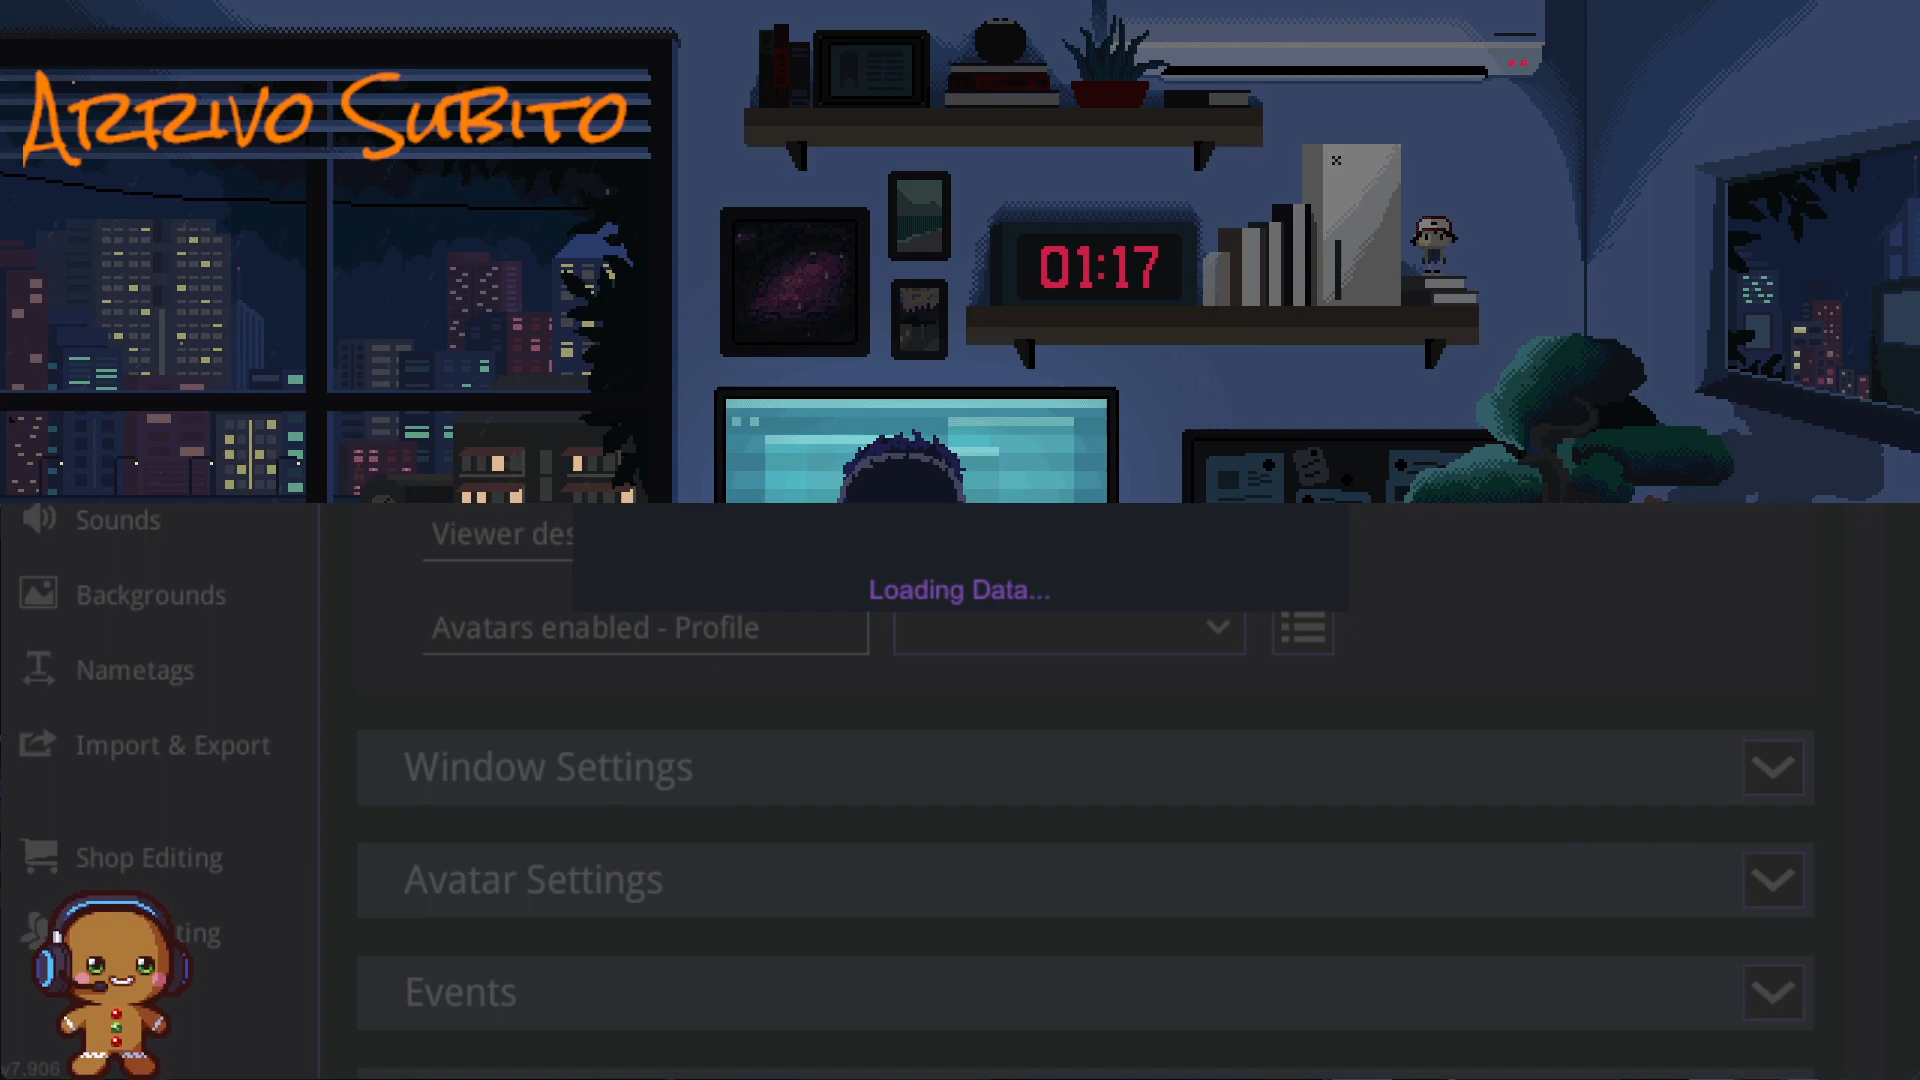 Arrivo Subito
01:17
Sounds
Viewer des
Backgrounds
Loading Data...
Avatars enabled - Profile
Nametags
Import & Export
Window Settings
Shop Editing
Avatar Settings
ting
Events
v7,906